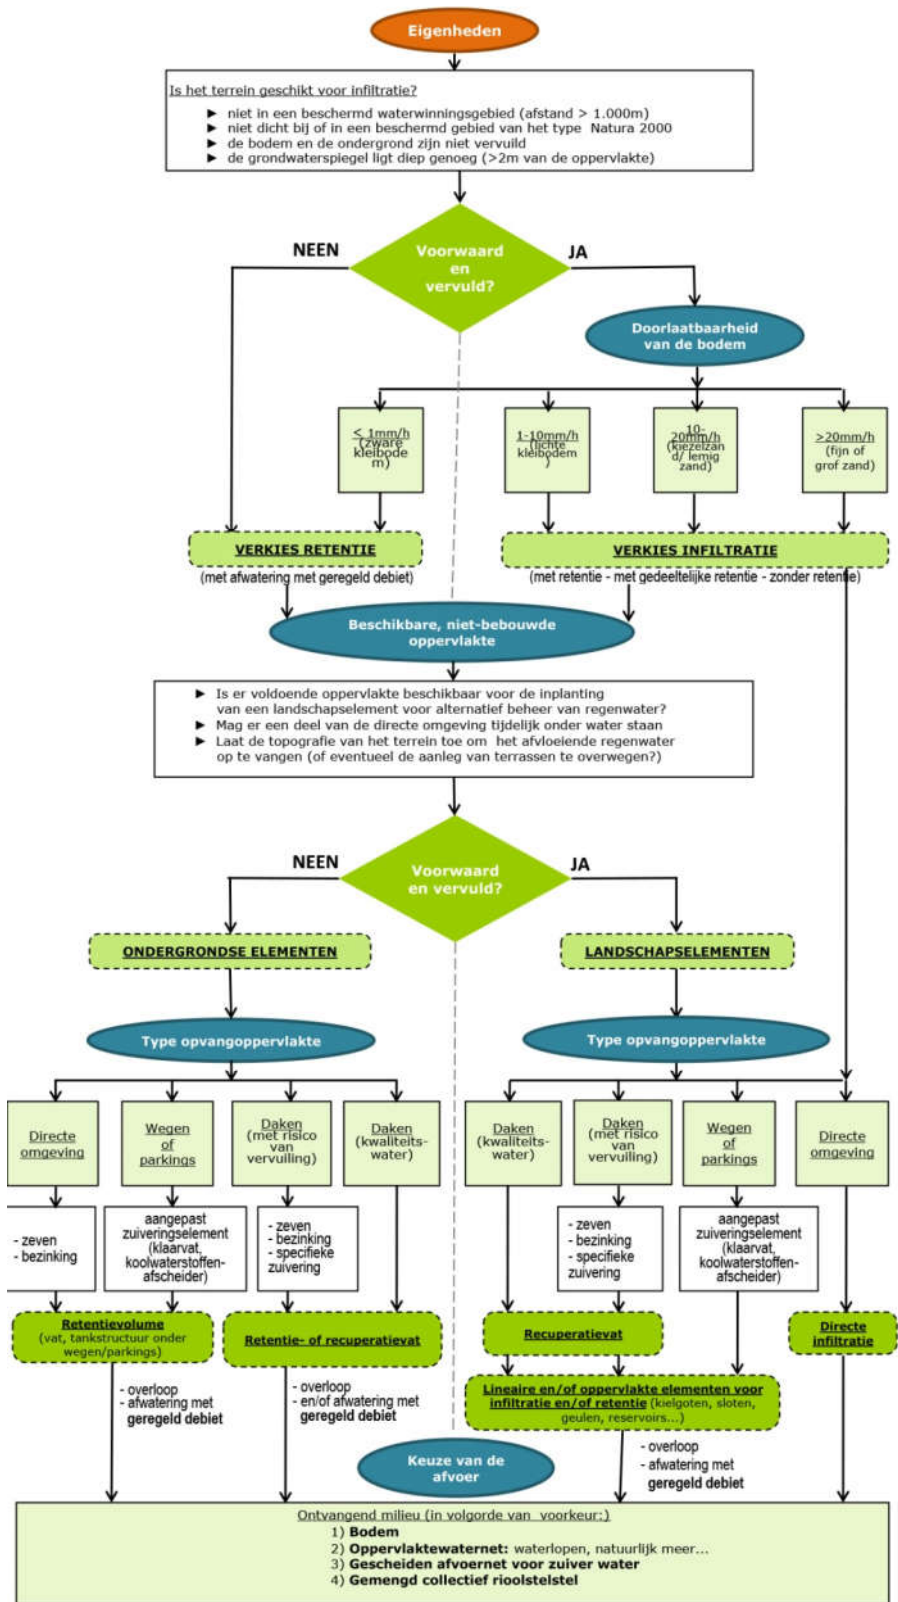 Eigenheden
Is het terrein geschikt voor infiltratie?
► niet in een beschermd waterwinningsgebied (afstand > 1.000m)
► niet dicht bij of in een beschermd gebied van het type Natura 2000
► de bodem en de ondergrond zijn niet vervuild
► de grondwaterspiegel ligt diep genoeg (>2m van de oppervlakte)
NEEN
Voorwaard
en
vervuld?
JA
Doorlaatbaarheid
van de bodem
< 1mm/h
(zware
kleibode
m)
1-10mm/h
(lichte
kleibodem
)
10-
20mm/h
(kiezelzan
d/ lemig
zand)
>20mm/h
(fijn of
grof zand)
VERKIES RETENTIE
(met afwatering met geregeld debiet)
VERKIES INFILTRATIE
(met retentie - met gedeeltelijke retentie - zonder retentie)
Beschikbare, niet-bebouwde
oppervlakte
► Is er voldoende oppervlakte beschikbaar voor de inplanting
van een landschapselement voor alternatief beheer van regenwater?
► Mag er een deel van de directe omgeving tijdelijk onder water staan
► Laat de topografie van het terrein toe om het afvloeiende regenwater
op te vangen (of eventueel de aanleg van terrassen te overwegen?)
NEEN
Voorwaard
en vervuld?
JA
ONDERGRONDSE ELEMENTEN
LANDSCHAPSELEMENTEN
Type opvangoppervlakte
Type opvangoppervlakte
Directe
omgeving
Wegen
of
parkings
Daken
(met risico
van
vervuiling)
Daken
(kwaliteits-
water)
Daken
(kwaliteits-
water)
Daken
(met risico
van
vervuiling)
Wegen
of
parkings
Directe
omgeving
- zeven
- bezinking
aangepast
zuiveringselement
(klaarvat,
koolwaterstoffen-
afscheider)
- zeven
- bezinking
- specifieke
zuivering
- zeven
- bezinking
- specifieke
zuivering
aangepast
zuiveringselement
(klaarvat,
koolwaterstoffen-
afscheider)
Retentievolume
(vat, tankstructuur onder
wegen/parkings)
Retentie- of recuperatievat
Recuperatievat
Directe
infiltratie
Lineaire en/of oppervlakte elementen voor
infiltratie en/of retentie (kielgoten, sloten,
geulen, reservoirs...)
- overloop
- afwatering met
geregeld debiet
- overloop
- en/of afwatering met
geregeld debiet
- overloop
- afwatering met
geregeld debiet
Keuze van de
afvoer
Ontvangend milieu (in volgorde van voorkeur:)
1) Bodem
2) Oppervlaktewaternet: waterlopen, natuurlijk meer...
3) Gescheiden afvoernet voor zuiver water
4) Gemengd collectief rioolstelstel